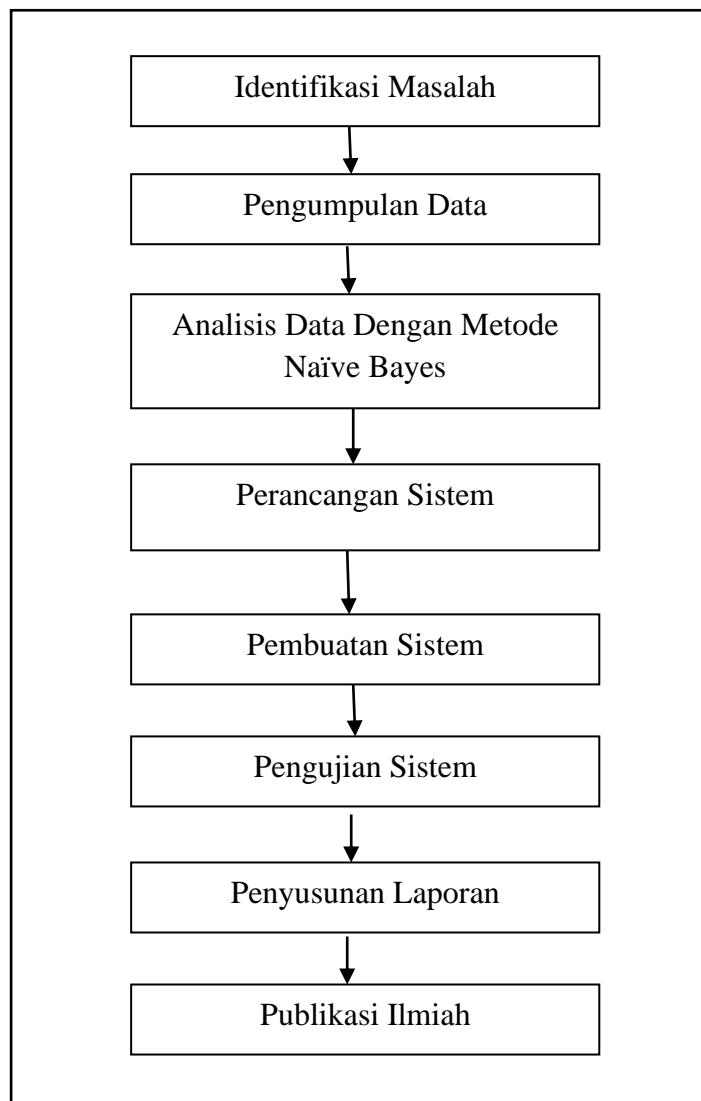 Identifikasi Masalah
Pengumpulan Data
Analisis Data Dengan Metode
Naïve Bayes
Perancangan Sistem
Pembuatan Sistem
Pengujian Sistem
Penyusunan Laporan
Publikasi Ilmiah